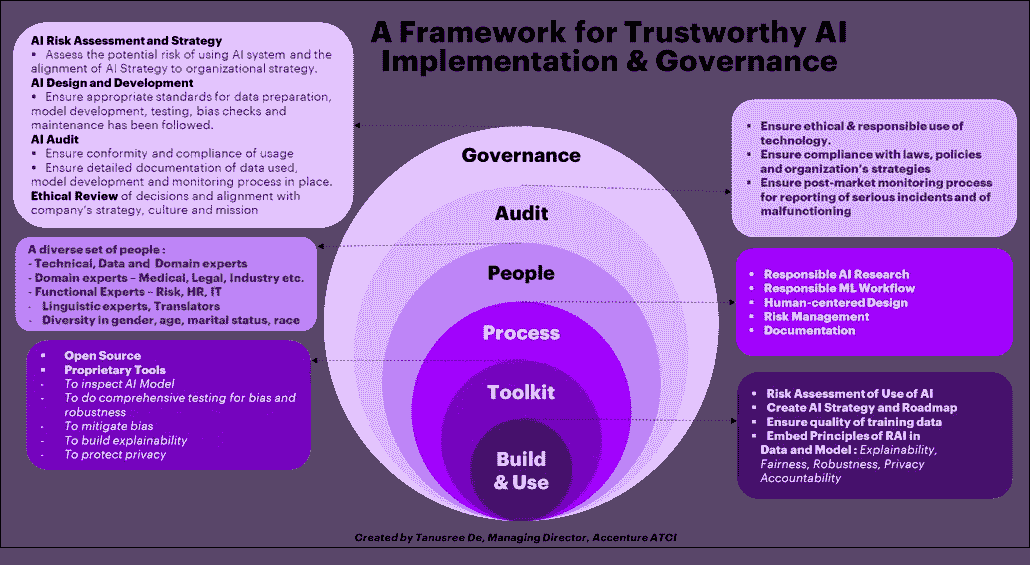 A Framework for Trustworthy AI
Implementation & Governance
AI Risk Assessment and Strategy
▪ Assess the potential risk of using AI system and the
alignment of AI Strategy to organizational strategy.
AI Design and Development
▪ Ensure appropriate standards for data preparation,
model development, testing, bias checks and
maintenance has been followed.
AI Audit
▪ Ensure conformity and compliance of usage
▪ Ensure detailed documentation of data used,
model development and monitoring process in place.
Ethical Review of decisions and alignment with
company's strategy, culture and mission
A diverse set of people :
- Technical, Data and Domain experts
- Domain experts – Medical, Legal, Industry etc.
- Functional Experts – Risk, HR, IT
- Linguistic experts, Translators
- Diversity in gender, age, marital status, race
▪ Open Source
▪ Proprietary Tools
- To inspect AI Model
- To do comprehensive testing for bias and
robustness
- To mitigate bias
- To build explainability
- To protect privacy
Governance
Audit
People
Process
Toolkit
Build
& Use
▪ Ensure ethical & responsible use of
technology.
▪ Ensure compliance with laws, policies
and organization's strategies
▪ Ensure post-market monitoring process
for reporting of serious incidents and of
malfunctioning
• Responsible AI Research
• Responsible ML Workflow
• Human-centered Design
• Risk Management
• Documentation
▪ Risk Assessment of Use of AI
▪ Create AI Strategy and Roadmap
▪ Ensure quality of training data
▪ Embed Principles of RAI in
Data and Model : Explainability,
Fairness, Robustness, Privacy
Accountability
Created by Tanusree De, Managing Director, Accenture ATCI